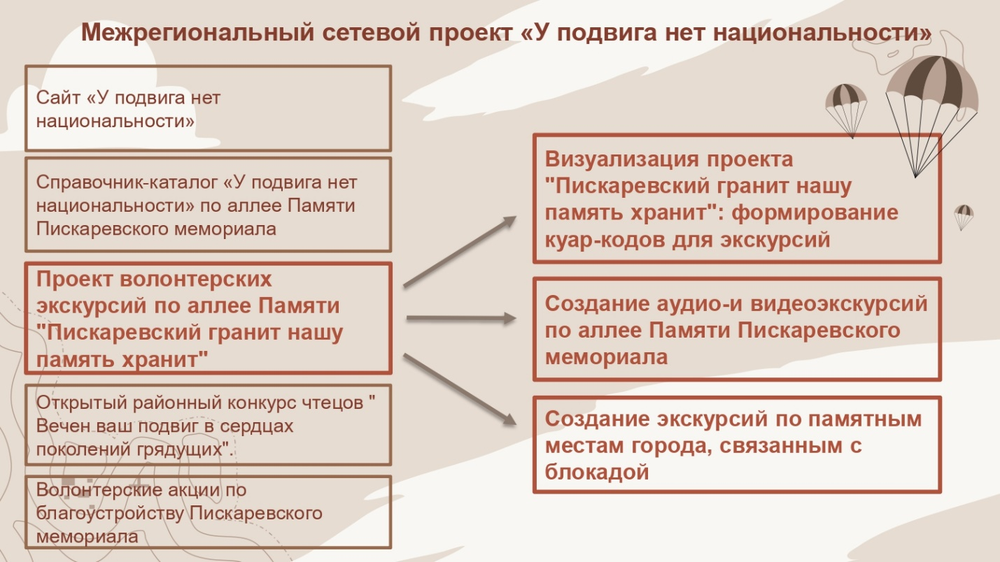 Межрегиональный сетевой проект «У подвига нет национальности»
Сайт «У подвига нет
национальности»
Справочник-каталог «У подвига нет
национальности» по аллее Памяти
Пискаревского мемориала
Проект волонтерских
экскурсий по аллее Памяти
"Пискаревский гранит нашу
память хранит"
Открытый районный конкурс чтецов "
Вечен ваш подвиг в сердцах
поколений грядущих".
Волонтерские акции по
благоустройству Пискаревского
мемориала
Визуализация проекта
"Пискаревский гранит нашу
память хранит": формирование
куар-кодов для экскурсий
Создание аудио-и видеоэкскурсий
по аллее Памяти Пискаревского
мемориала
Создание экскурсий по памятным
местам города, связанным с
блокадой